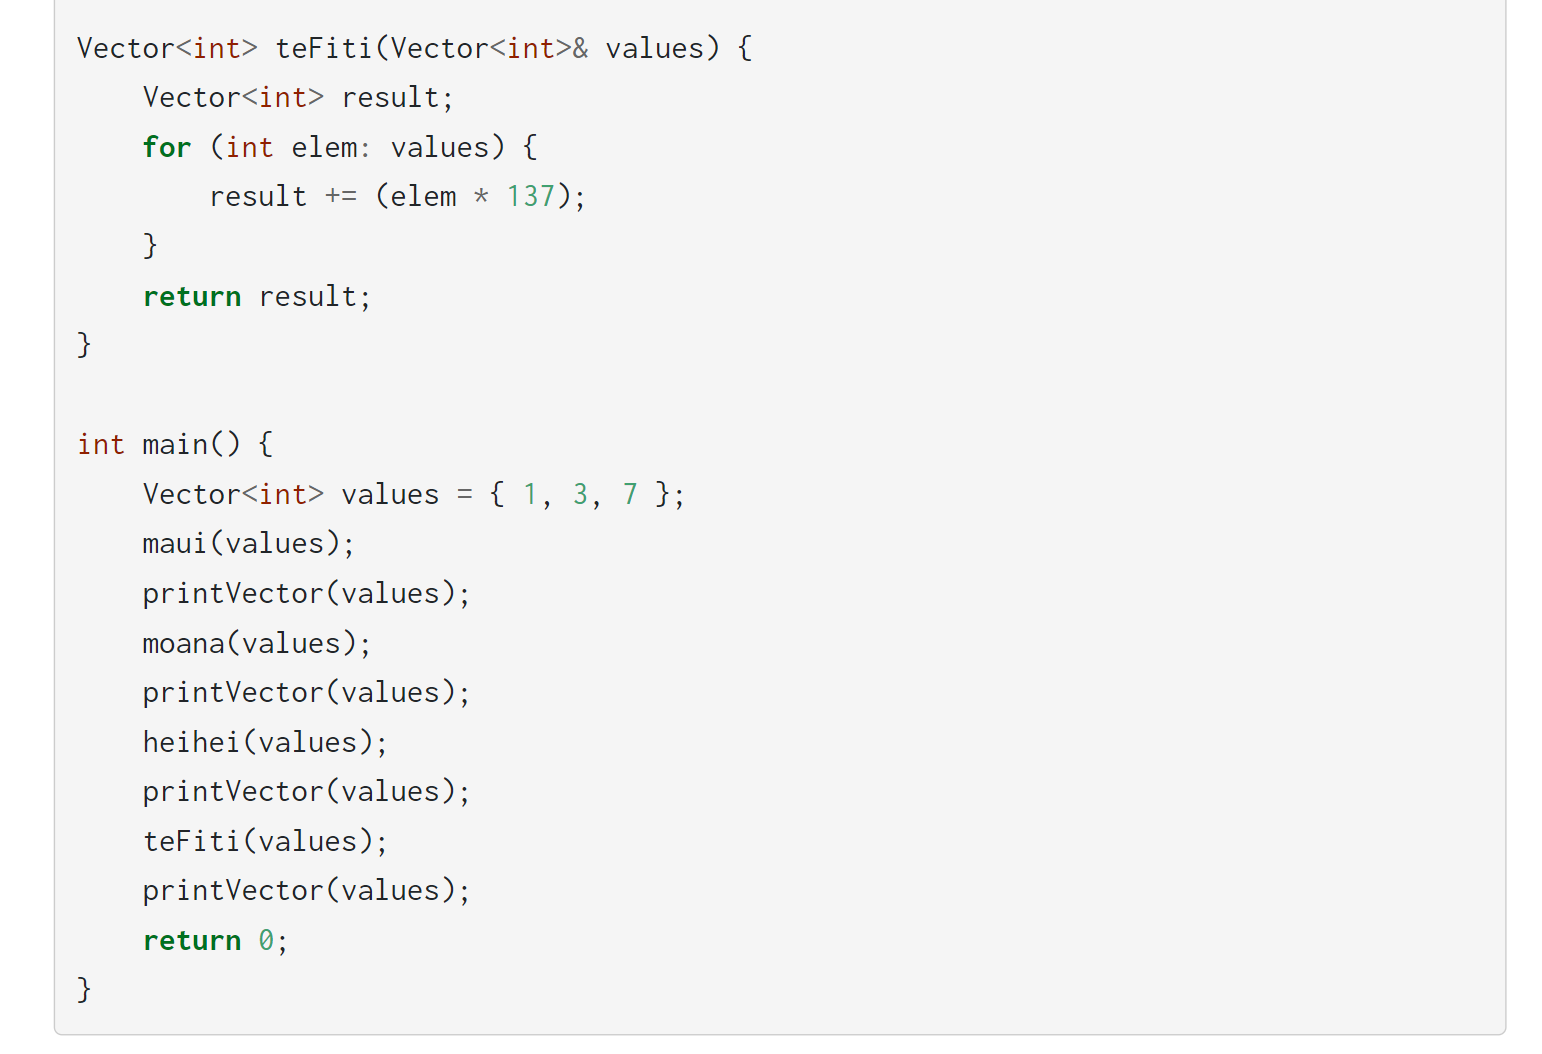 Vector<int> teFiti(Vector<int>& values) {
    Vector<int> result;
    for (int elem: values) {
        result += (elem * 137);
    }
    return result;
}

int main() {
    Vector<int> values = { 1, 3, 7 };
    maui(values);
    printVector(values);
    moana(values);
    printVector(values);
    heihei(values);
    printVector(values);
    teFiti(values);
    printVector(values);
    return 0;
}